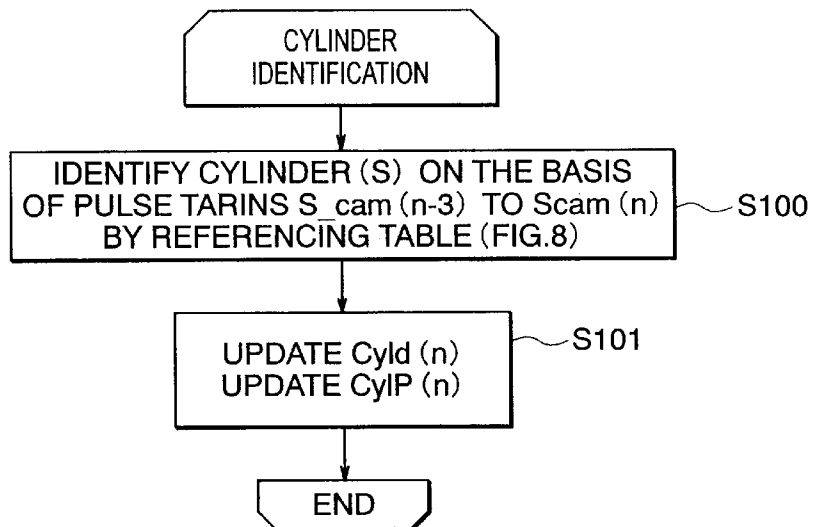 CYLINDER
IDENTIFICATION
IDENTIFY CYLINDER (S) ON THE BASIS
OF PULSE TARINS S_cam (n-3) TO Scam (n)
BY REFERENCING TABLE (FIG.8)
S100
UPDATE Cyld (n)
UPDATE CylP (n)
S101
END